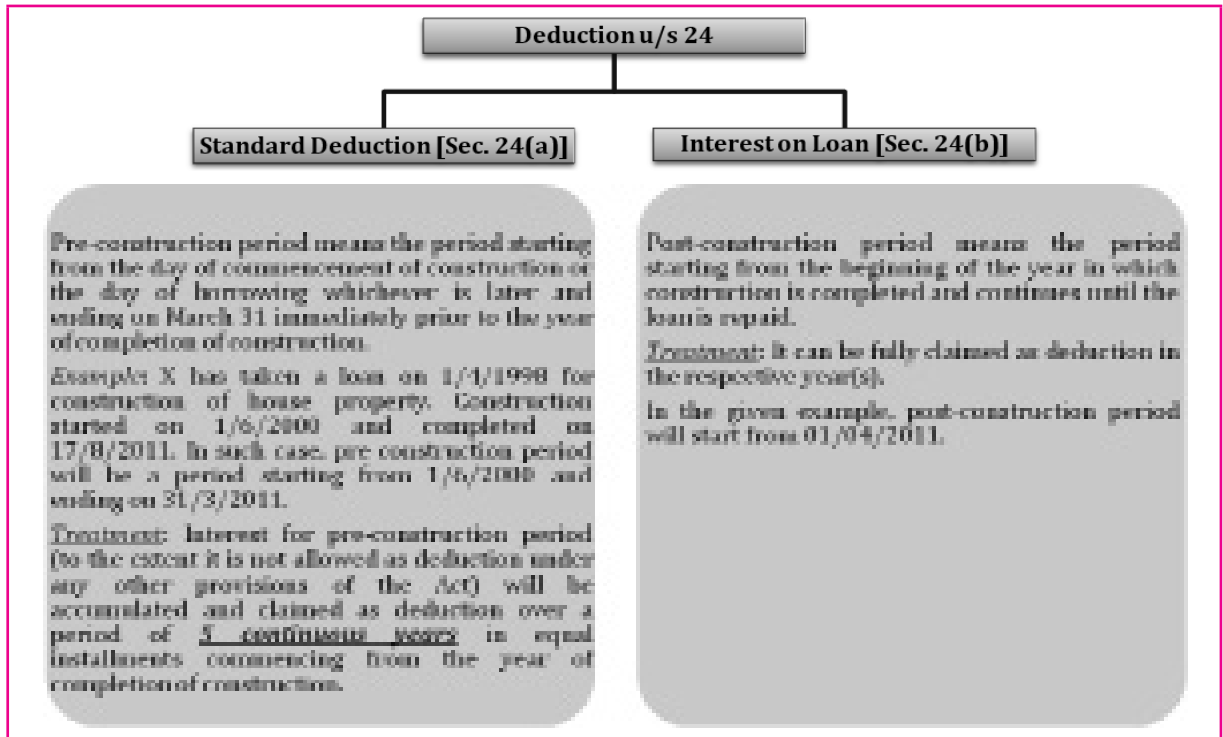 Deduction u/s 24
Standard Deduction [Sec. 24(a)]
Interest on Loan [Sec. 24(b)]
Pre-construction period means the period starting
from the day of commencement of construction or
the day of borrowing whichever is later and
ending on March 31 immediately prior to the year
of completion of construction.
Example: X has taken a loan on 1/4/1998 for
construction of house property. Construction
started on 1/6/2000 and completed on
17/8/2011. In such case, pre construction period
will be a period starting from 1/6/2000 and
ending on 31/3/2011.
Treatment: Interest for pre-construction period
(to the extent it is not allowed as deduction under
any other provisions of the Act) will be
accumulated and claimed as deduction over a
period of 5 continuous years in equal
installments commencing from the year of
completion of construction.
Post-construction period means the period
starting from the beginning of the year in which
construction is completed and continues until the
loan is repaid.
Treatment: It can be fully claimed as deduction in
the respective year(s).
In the given example, post-construction period
will start from 01/04/2011.